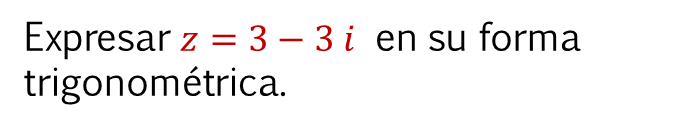 Expresar z = 3 − 3 i en su forma
trigonométrica.